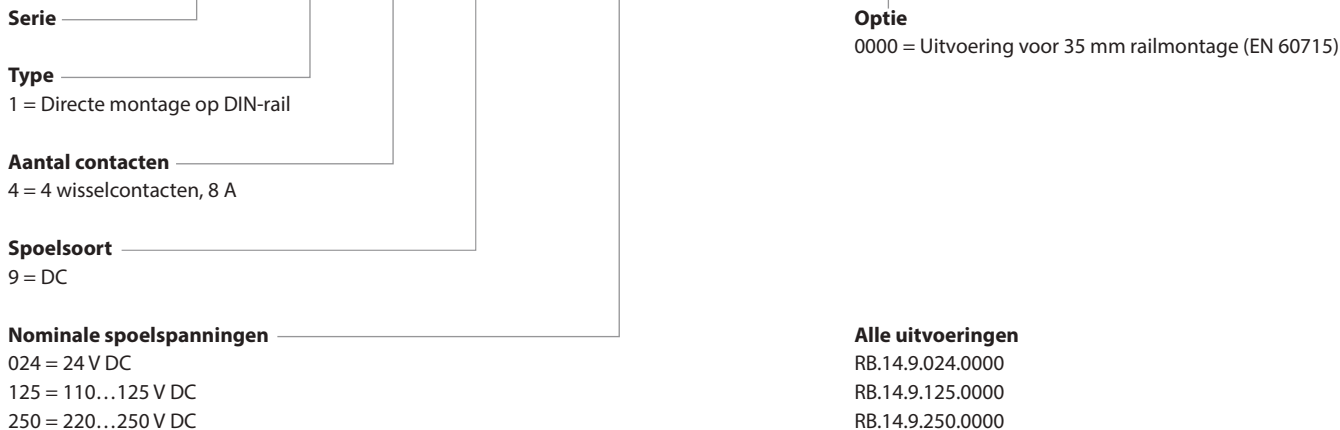 Serie
Type
1 = Directe montage op DIN-rail
Aantal contacten
4 = 4 wisselcontacten, 8 A
Spoelsoort
9 = DC
Nominale spoelspanningen
024 = 24 V DC
125 = 110…125 V DC
250 = 220…250 V DC
Optie
0000 = Uitvoering voor 35 mm railmontage (EN 60715)
Alle uitvoeringen
RB.14.9.024.0000
RB.14.9.125.0000
RB.14.9.250.0000